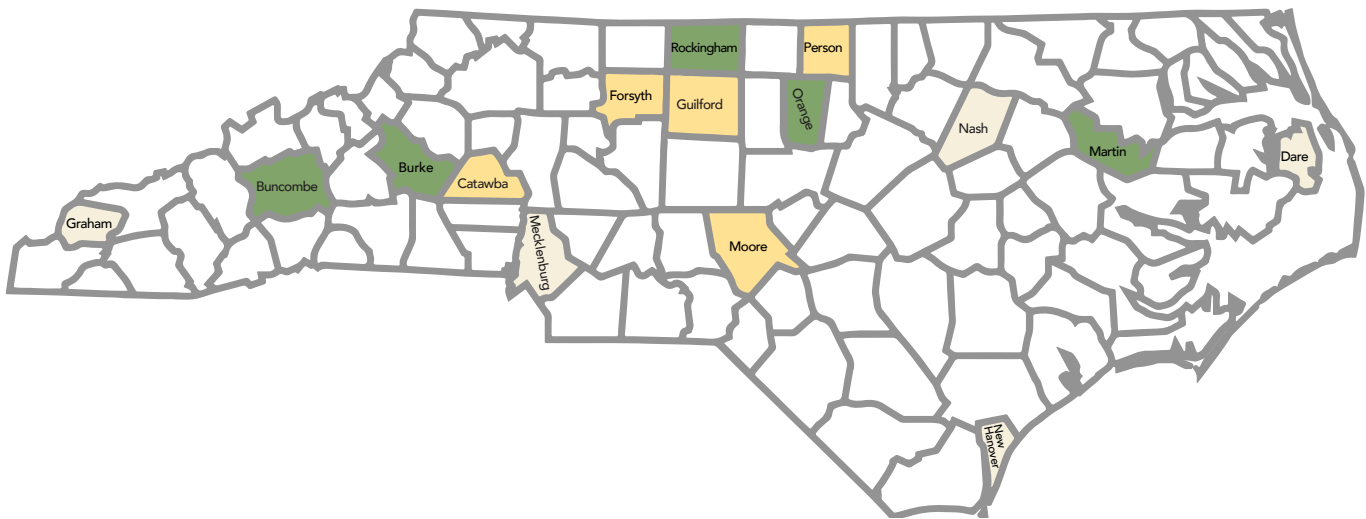 Rockingham
Person
Forsyth
Guilford
Orange
Nash
Martin
Dare
Burke
Catawba
Buncombe
Graham
Mecklenburg
Moore
New
Hanover